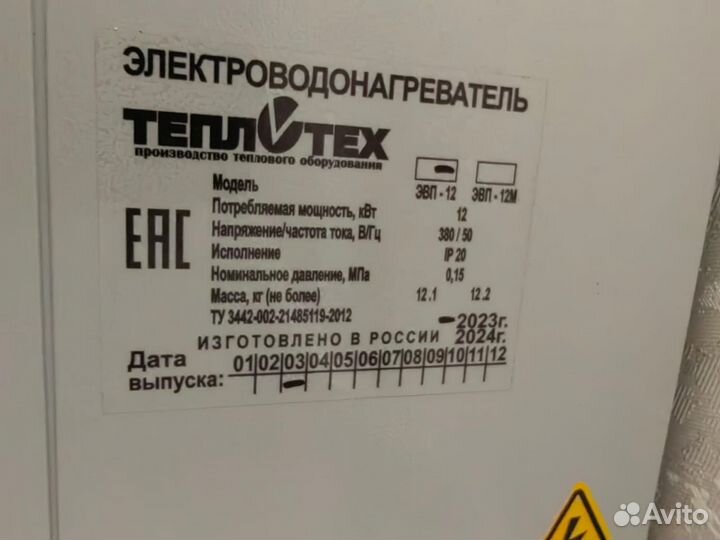 ЭЛЕКТРОВОДОНАГРЕВАТЕЛЬ
ТЕПЛОТЕХ
производство теплового оборудования
Модель ЭВП - 12 ЭВП - 12М
EAC
Потребляемая мощность, кВт 12
Напряжение/частота тока, В/Гц 380 / 50
Исполнение IP 20
Номинальное давление, МПа 0,15
Масса, кг (не более) 12.1 12.2
ТУ 3442-002-21485119-2012 2023г.
ИЗГОТОВЛЕНО В РОССИИ 2024г.
Дата выпуска: 01|02|03|04|05|06|07|08|09|10|11|12
Avito